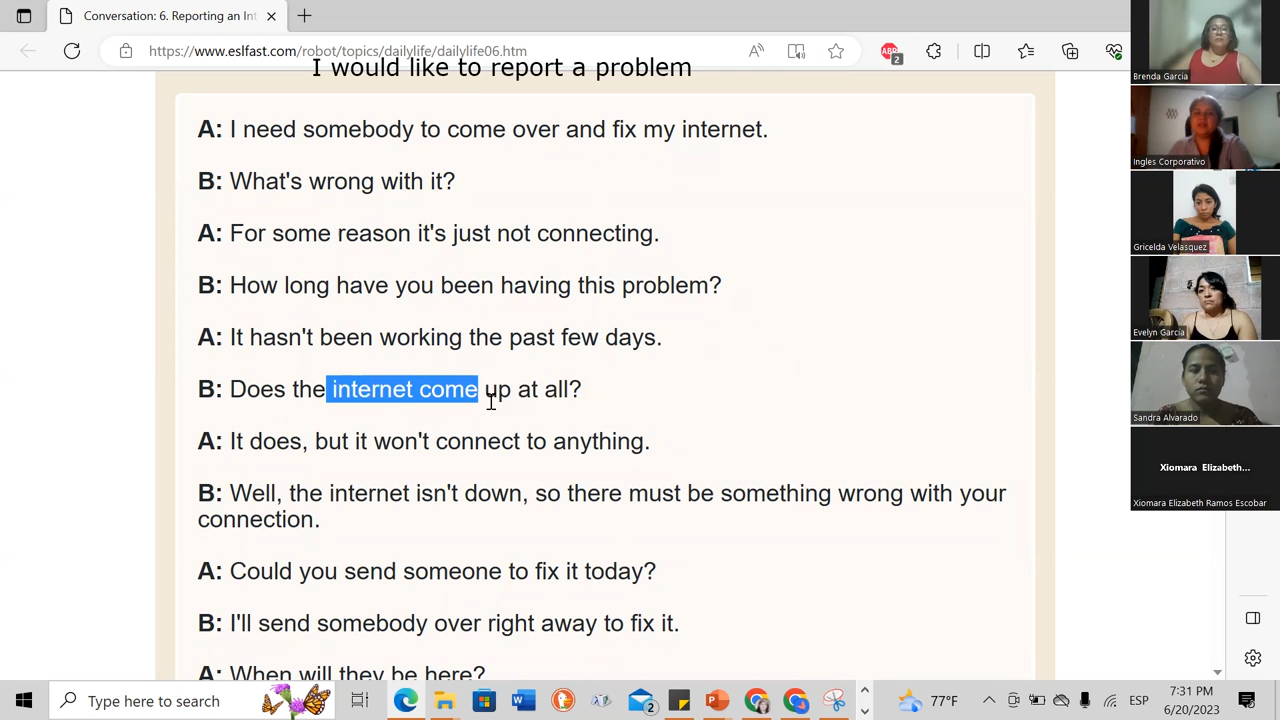 Conversation: 6. Reporting an Int
https://www.eslfast.com/robot/topics/dailylife/dailylife06.htm
ABP
2
I would like to report a problem
A: I need somebody to come over and fix my internet.
B: What's wrong with it?
A: For some reason it's just not connecting.
B: How long have you been having this problem?
A: It hasn't been working the past few days.
B: Does the internet come up at all?
A: It does, but it won't connect to anything.
B: Well, the internet isn't down, so there must be something wrong with your
connection.
A: Could you send someone to fix it today?
B: I'll send somebody over right away to fix it.
A: When will they be here?
Brenda Garcia
Ingles Corporativo
Gricelda Velasquez
Evelyn Garcia
Sandra Alvarado
Xiomara Elizabeth...
Xiomara Elizabeth Ramos Escobar
Type here to search
2
77°F
ESP
7:31 PM
6/20/2023